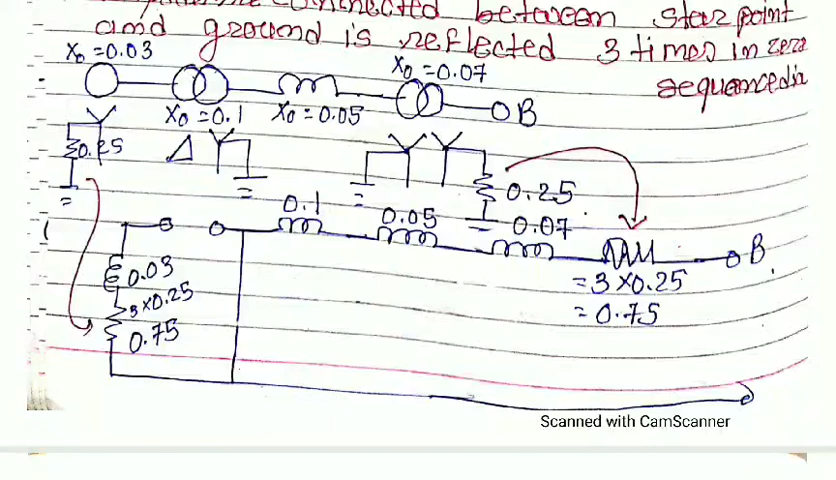 connected between star point
and ground is reflected 3 times in zero
sequence di
X₀ = 0.03
X₀ = 0.07
B
X₀ = 0.1 X₀ = 0.05
0.25
Δ
0.25
0.1
0.05
0.07
B
0.03
3 x 0.25
0.75
= 3 x 0.25
= 0.75
Scanned with CamScanner